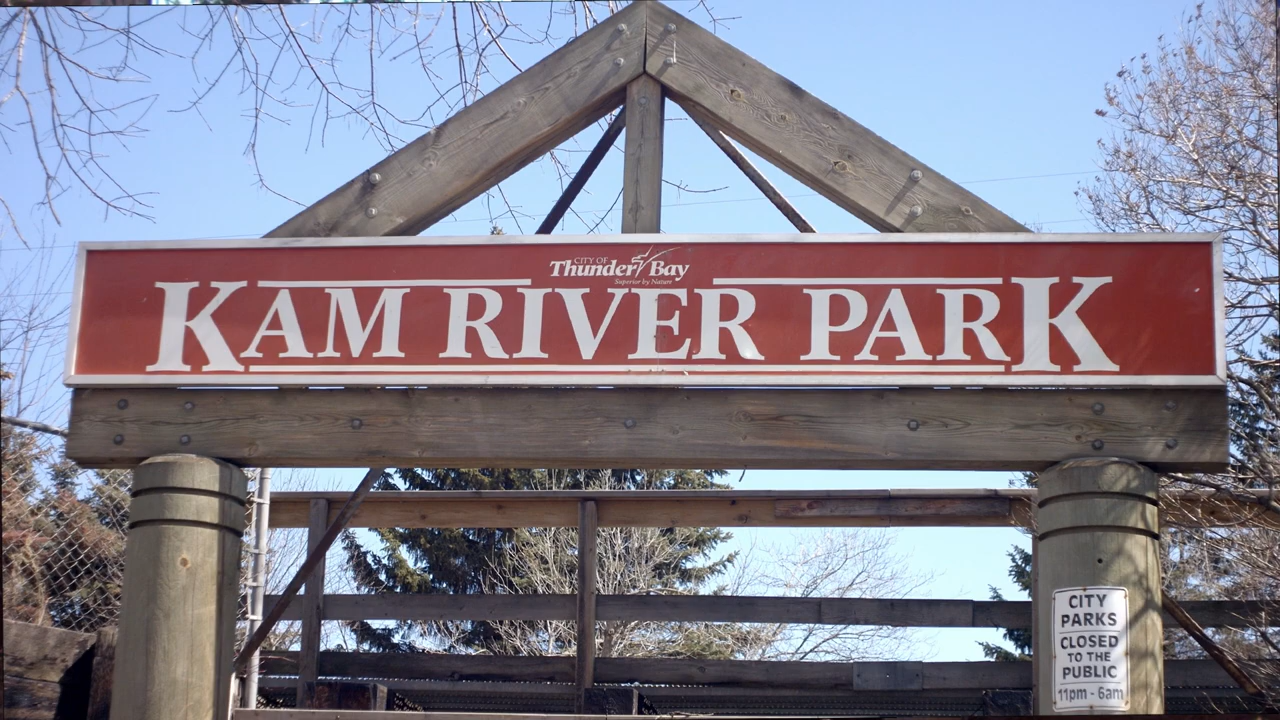 CITY OF
Thunder Bay
Superior by Nature
KAM RIVER PARK
CITY
PARKS
CLOSED
TO THE
PUBLIC
11pm - 6am